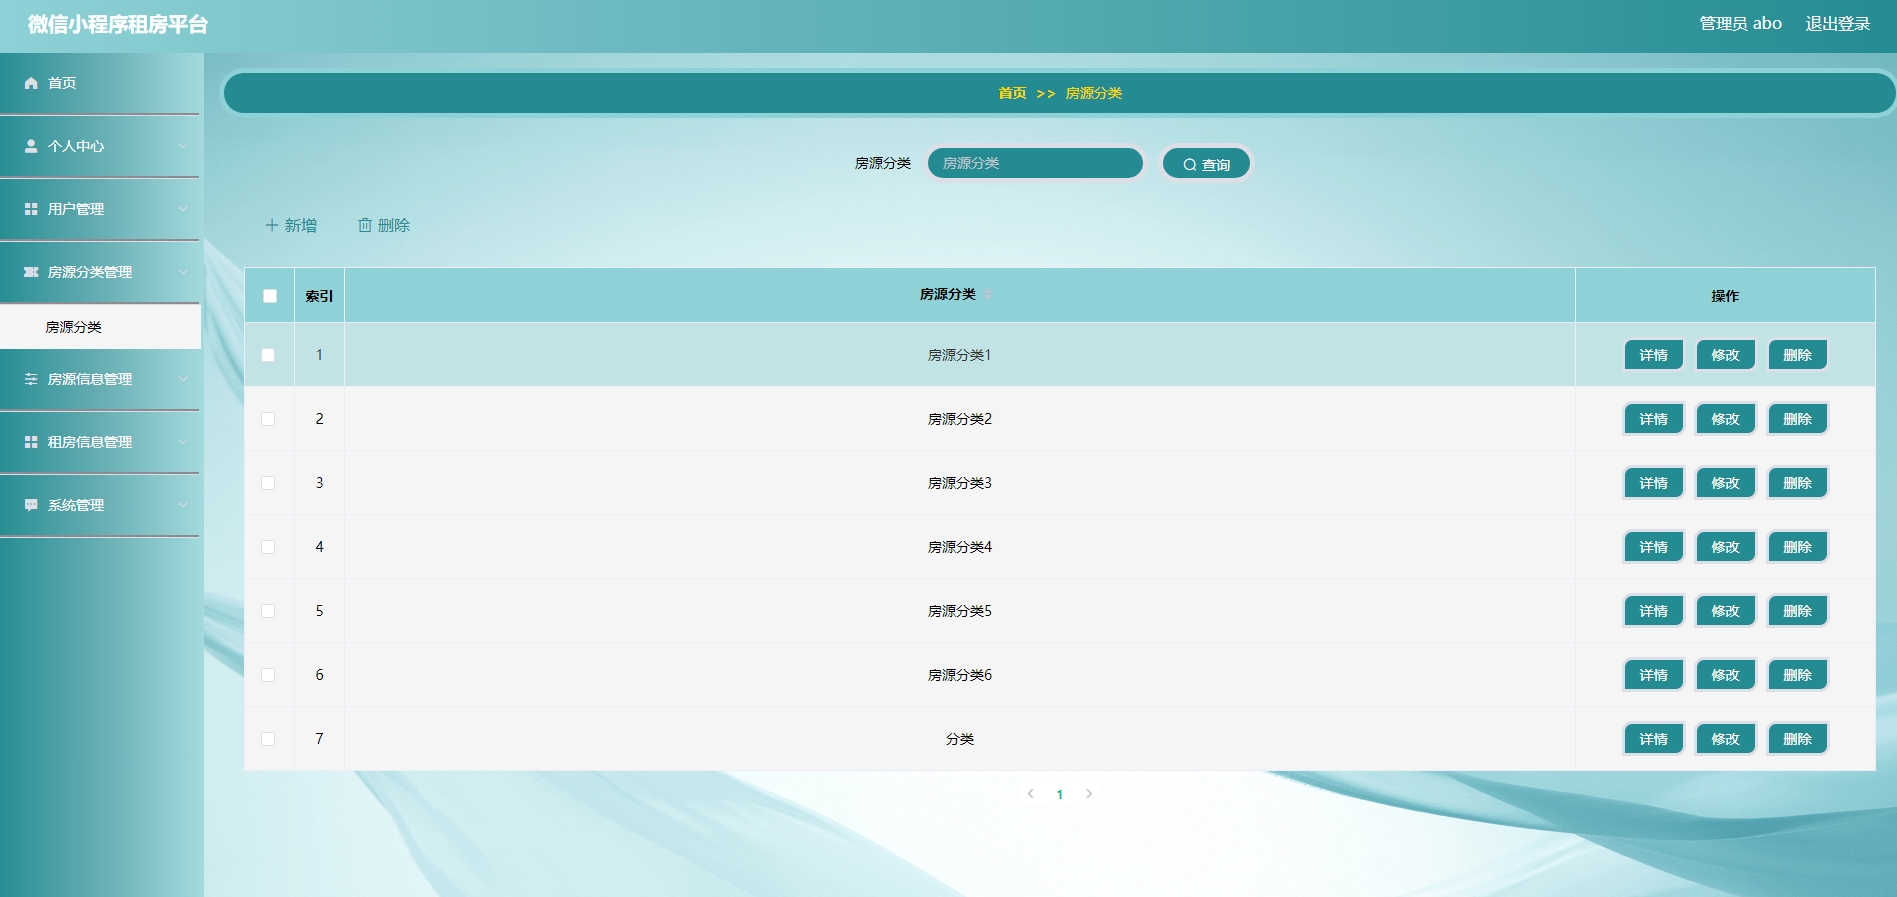 微信小程序租房平台
管理员 abo 退出登录
首页
个人中心
用户管理
房源分类管理
房源分类
房源信息管理
租房信息管理
系统管理
首页 >> 房源分类
房源分类 房源分类 查询
新增 删除
索引 房源分类 操作
1 房源分类1 详情 修改 删除
2 房源分类2 详情 修改 删除
3 房源分类3 详情 修改 删除
4 房源分类4 详情 修改 删除
5 房源分类5 详情 修改 删除
6 房源分类6 详情 修改 删除
7 分类 详情 修改 删除
1